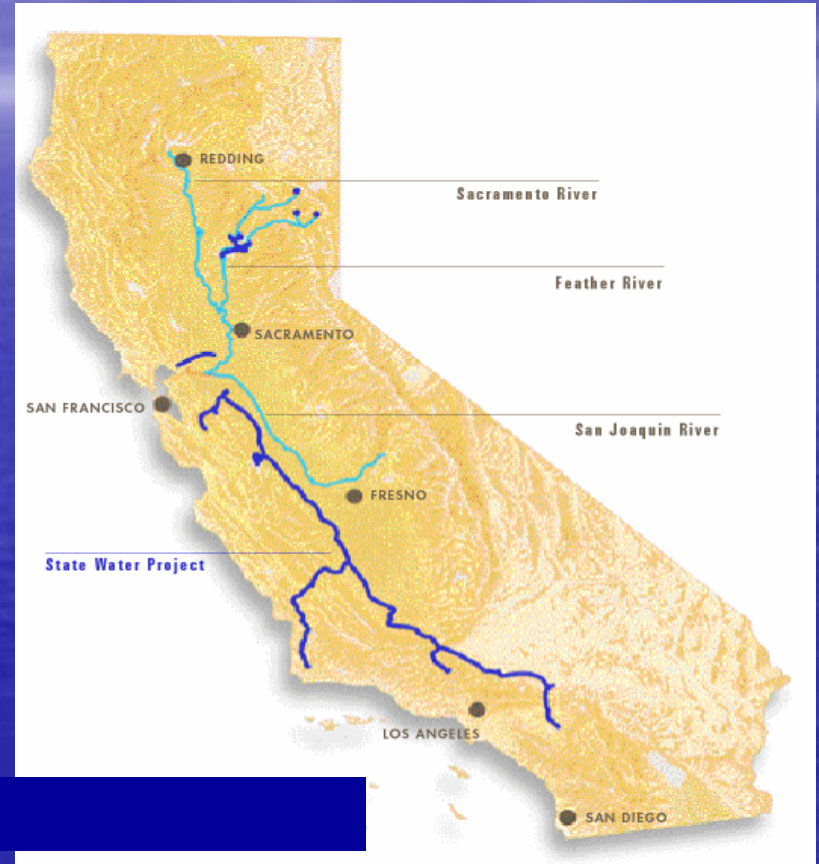 REDDING
Sacramento River
Feather River
SACRAMENTO
SAN FRANCISCO
San Joaquin River
FRESNO
State Water Project
LOS ANGELES
SAN DIEGO